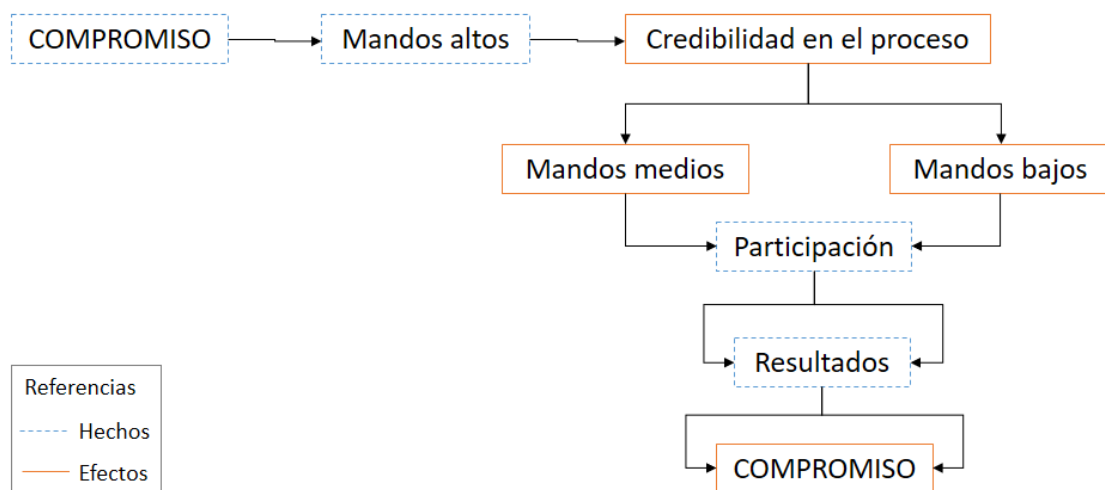 COMPROMISO
Mandos altos
Credibilidad en el proceso
Mandos medios
Mandos bajos
Participación
Resultados
COMPROMISO
Referencias
Hechos
Efectos